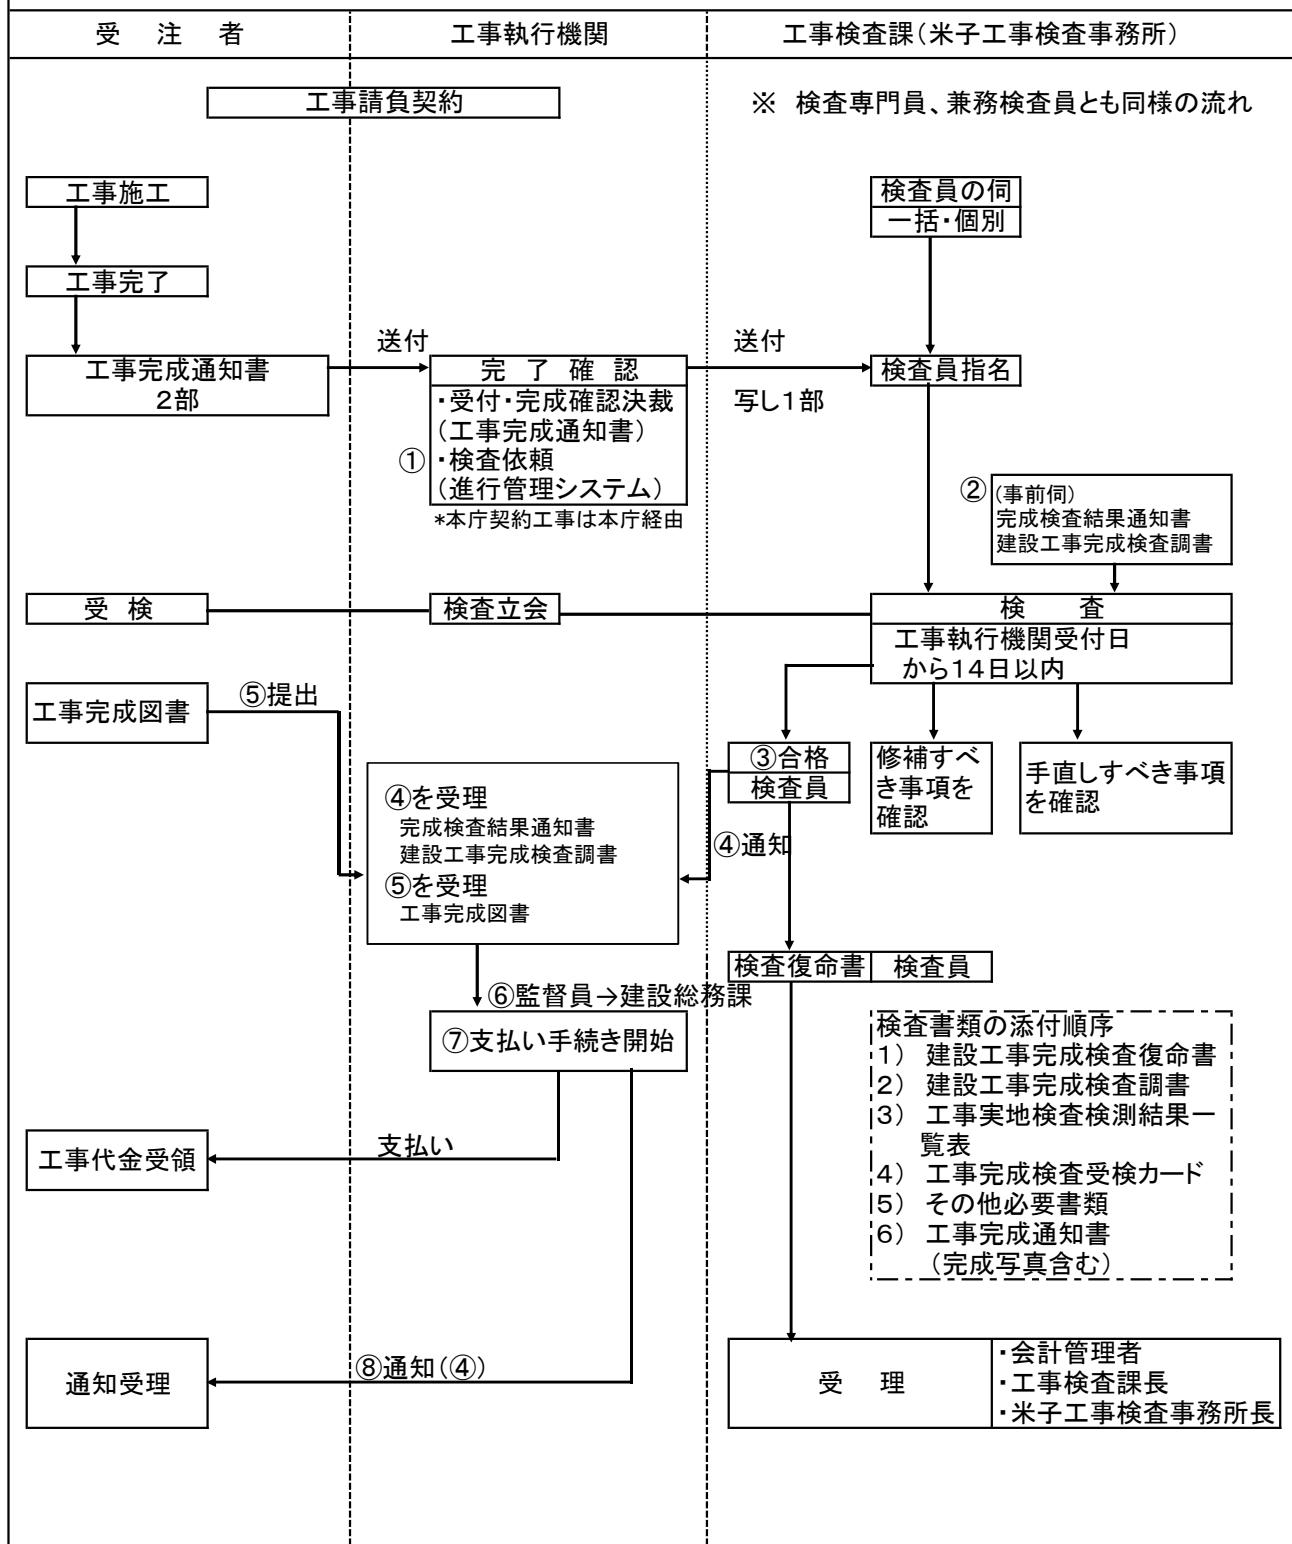 受　注　者
工事執行機関
工事検査課（米子工事検査事務所）
工事請負契約
※　検査専門員、兼務検査員とも同様の流れ
工事施工
検査員の伺
一括・個別
工事完了
送付
送付
工事完成通知書
２部
完　了　確　認
・受付・完成確認決裁
（工事完成通知書）
①
・検査依頼
（進行管理システム）
*本庁契約工事は本庁経由
写し１部
検査員指名
②
(事前伺)
完成検査結果通知書
建設工事完成検査調書
受　検
検査立会
検　　査
工事執行機関受付日
から１４日以内
工事完成図書
⑤提出
③合格
検査員
修補すべ
き事項を
確認
手直しすべき事項
を確認
④を受理
完成検査結果通知書
建設工事完成検査調書
⑤を受理
工事完成図書
④通知
検査復命書
検査員
⑥監督員→建設総務課
⑦支払い手続き開始
検査書類の添付順序
１）　建設工事完成検査復命書
２）　建設工事完成検査調書
３）　工事実地検査検測結果一
覧表
４）　工事完成検査受検カード
５）　その他必要書類
６）　工事完成通知書
（完成写真含む）
工事代金受領
支払い
通知受理
⑧通知（④）
受　　理
・会計管理者
・工事検査課長
・米子工事検査事務所長